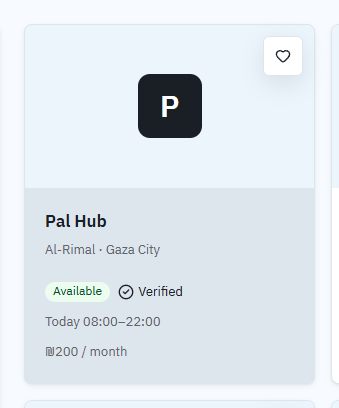 P
Pal Hub
Al-Rimal · Gaza City
Available Verified
Today 08:00–22:00
₪200 / month